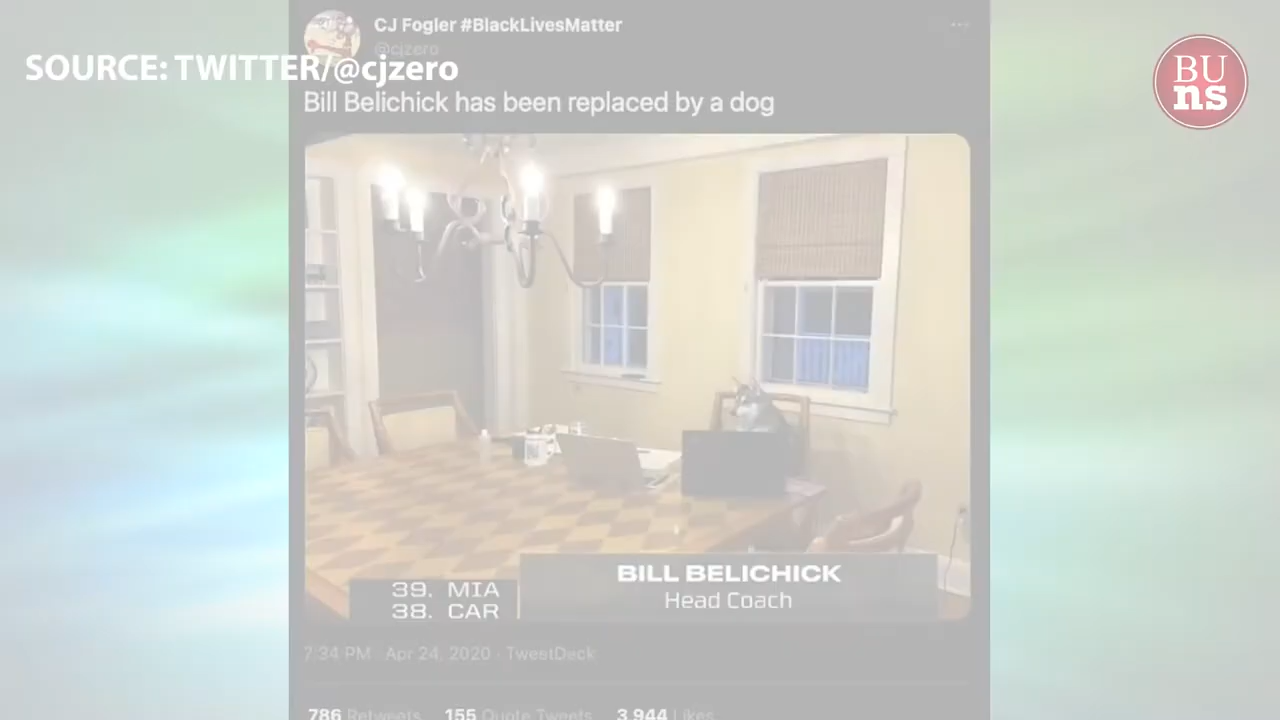 CJ Fogler #BlackLivesMatter
@cjzero
SOURCE: TWITTER/@cjzero
BU
ns
Bill Belichick has been replaced by a dog
BILL BELICHICK
Head Coach
39. MIA
38. CAR
7:34 PM · Apr 24, 2020 · TweetDeck
786 Retweets 155 Quote Tweets 3,944 Likes